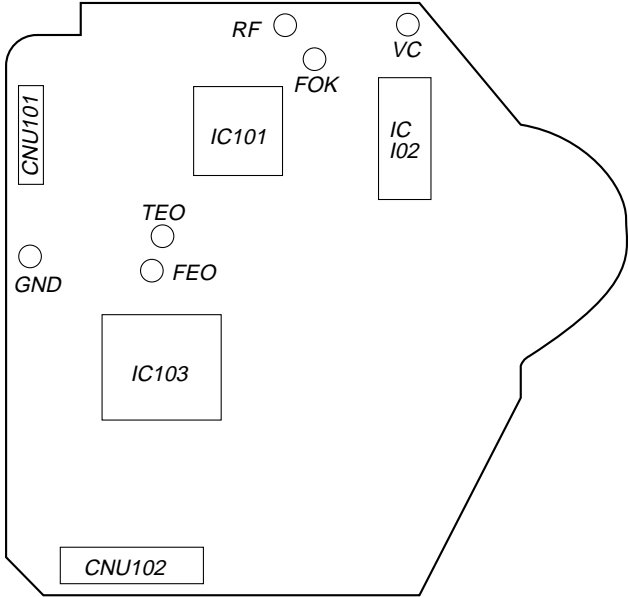 RF
VC
FOK
CNU101
IC101
IC
I02
TEO
FEO
GND
IC103
CNU102